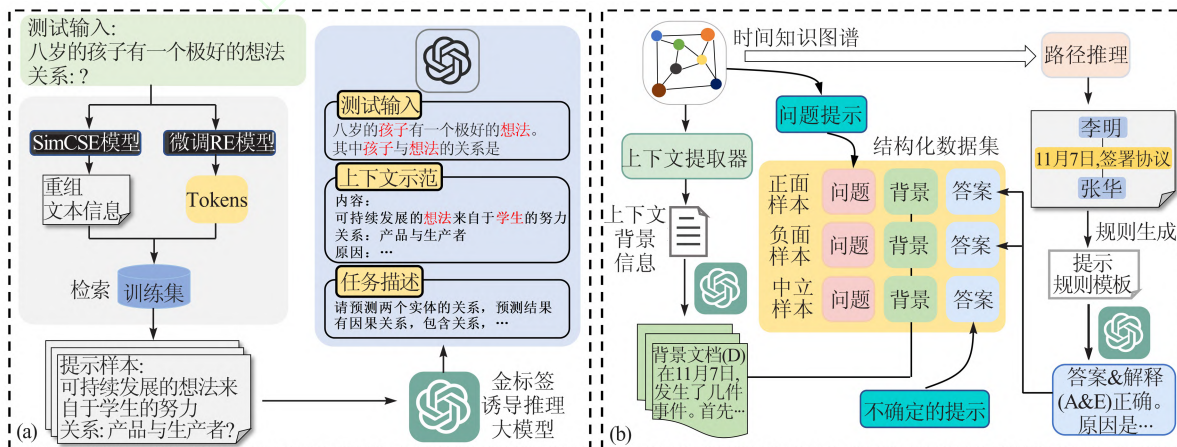 测试输入:
八岁的孩子有一个极好的想法
关系: ?
SimCSE模型
微调RE模型
重组
文本信息
Tokens
检索
训练集
提示样本:
可持续发展的想法来
自于学生的努力
关系: 产品与生产者?
(a)
测试输入
八岁的孩子有一个极好的想法。
其中孩子与想法的关系是
上下文示范
内容:
可持续发展的想法来自于学生的努力
关系: 产品与生产者
原因: …
任务描述
请预测两个实体的关系，预测结果
有因果关系，包含关系，…
金标签
诱导推理
大模型
时间知识图谱
路径推理
问题提示
上下文提取器
上下文
背景
信息
结构化数据集
正面
样本
问题
背景
答案
负面
样本
问题
背景
答案
中立
样本
问题
背景
答案
李明
11月7日,签署协议
张华
规则生成
提示
规则模板
背景文档(D)
在11月7日,
发生了几件
事件。首先…
不确定的提示
答案&解释
(A&E)正确。
原因是…
(b)